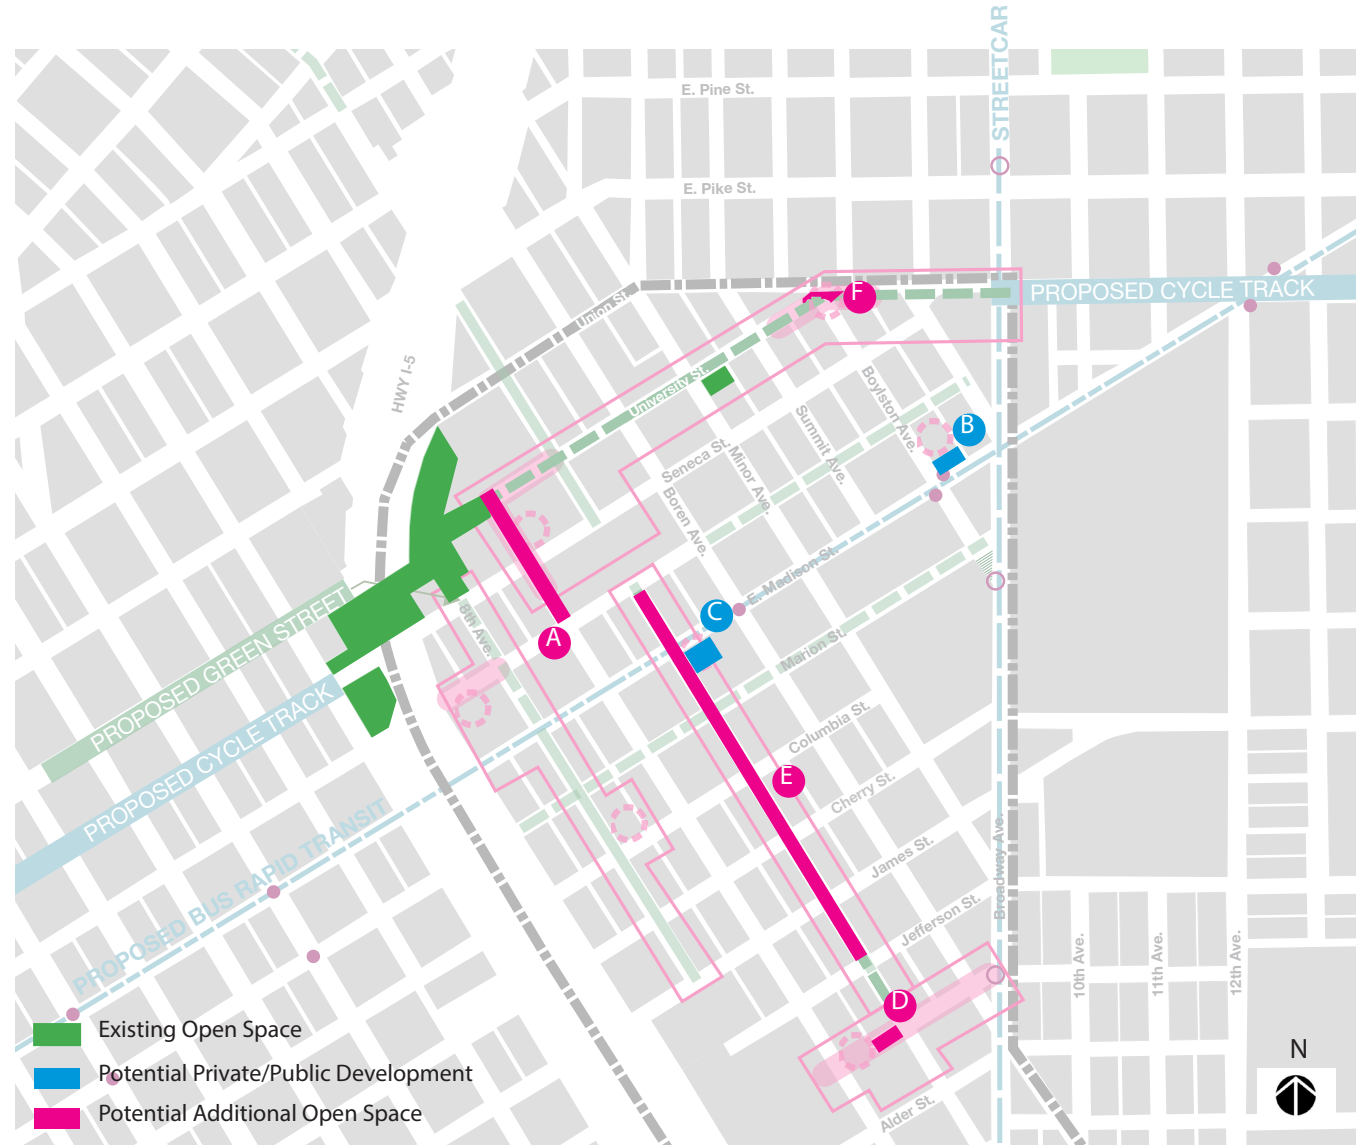 STREETCAR
E. Pine St.
E. Pike St.
Union St.
F
PROPOSED CYCLE TRACK
HWY I-5
University St.
Boylston Ave.
B
Summit Ave.
Seneca St.
Minor Ave.
Boren Ave.
E. Madison St.
C
8th Ave.
A
Marion St.
PROPOSED GREEN STREET
PROPOSED CYCLE TRACK
Columbia St.
E
Cherry St.
PROPOSED BUS RAPID TRANSIT
James St.
Broadway Ave.
Jefferson St.
10th Ave.
11th Ave.
12th Ave.
D
Existing Open Space
Potential Private/Public Development
Potential Additional Open Space
Alder St.
N